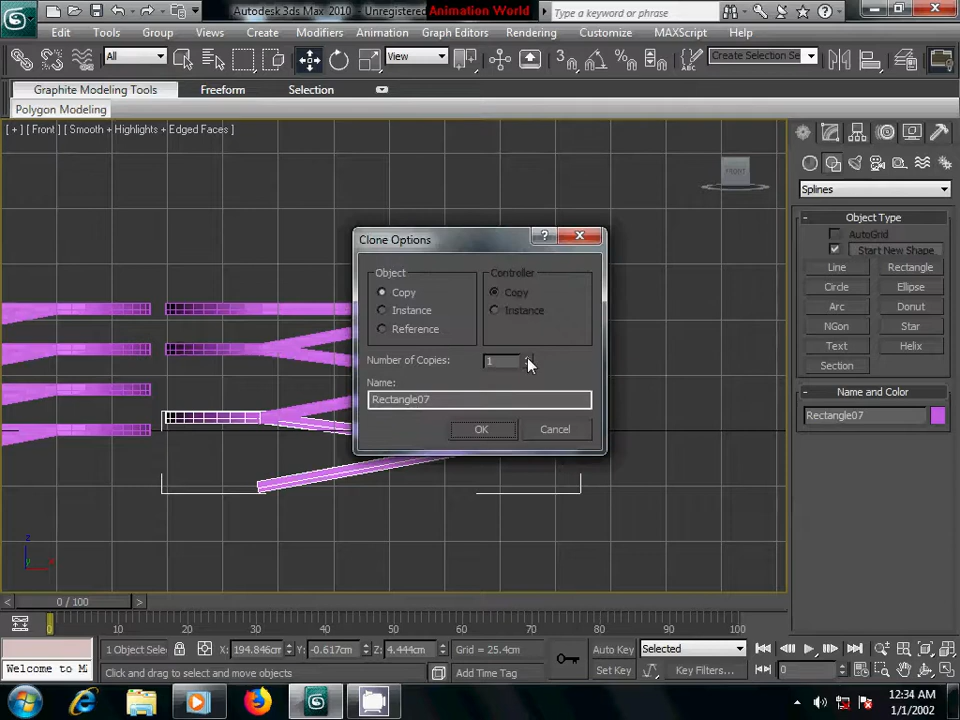 Autodesk 3ds Max 2010 - Unregistered
Animation World
Type a keyword or phrase
Edit Tools Group Views Create Modifiers Animation Graph Editors Rendering Customize MAXScript Help
All
View
Create Selection Se
Graphite Modeling Tools Freeform Selection
Polygon Modeling
[ + ] [ Front ] [ Smooth + Highlights + Edged Faces ]
FRONT
Splines
Object Type
AutoGrid
Start New Shape
Line Rectangle
Circle Ellipse
Arc Donut
NGon Star
Text Helix
Section
Name and Color
Rectangle07
Clone Options
Object
Copy
Instance
Reference
Controller
Copy
Instance
Number of Copies: 1
Name:
Rectangle07
OK Cancel
z
x
y
0 / 100
0 10 20 30 40 50 60 70 80 90 100
1 Object Sele X: 194.846cm Y: -0.617cm Z: 4.444cm Grid = 25.4cm Auto Key Selected
Welcome to M Click and drag to select and move objects Add Time Tag Set Key Key Filters... 0
12:34 AM
1/1/2002